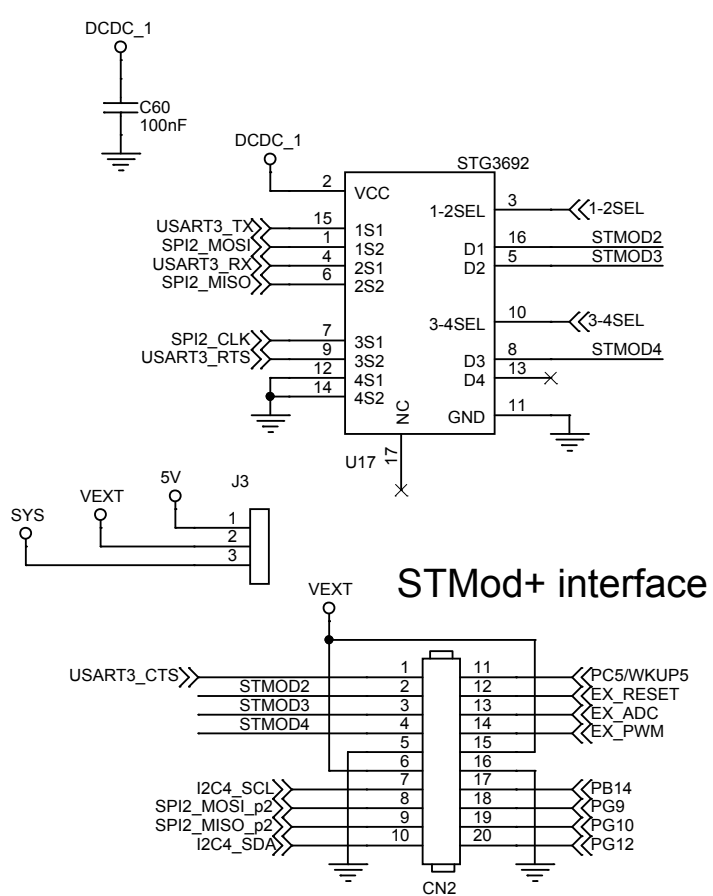 DCDC_1
C60
100nF
DCDC_1
STG3692
2 VCC
1-2SEL 3 1-2SEL
USART3_TX 15 1S1
SPI2_MOSI 1 1S2
D1 16 STMOD2
USART3_RX 4 2S1
D2 5 STMOD3
SPI2_MISO 6 2S2
3-4SEL 10 3-4SEL
SPI2_CLK 7 3S1
USART3_RTS 9 3S2
D3 8 STMOD4
12 4S1
D4 13
14 4S2
NC
GND 11
U17 17
5V
J3
VEXT
SYS
1
2
3
STMod+ interface
VEXT
USART3_CTS 1 11 PC5/WKUP5
STMOD2 2 12 EX_RESET
STMOD3 3 13 EX_ADC
STMOD4 4 14 EX_PWM
5 15
6 16
I2C4_SCL 7 17 PB14
SPI2_MOSI_p2 8 18 PG9
SPI2_MISO_p2 9 19 PG10
I2C4_SDA 10 20 PG12
CN2